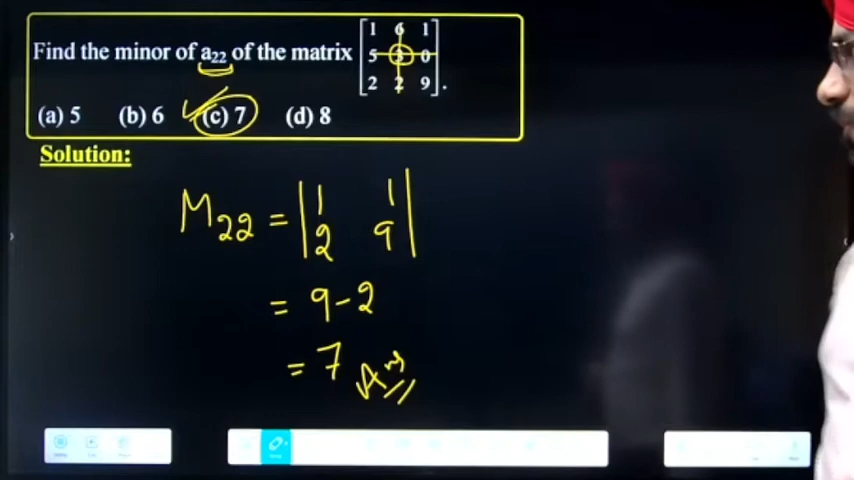 Find the minor of a₂₂ of the matrix [1 6 1
5 3 0
2 2 9].
(a) 5 (b) 6 (c) 7 (d) 8
Solution:
M₂₂ = |1 1
2 9|
= 9 - 2
= 7 Ans